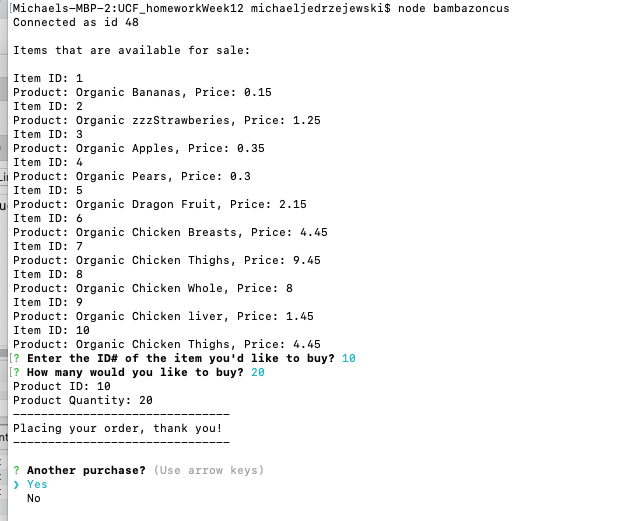 [Michaels-MBP-2:UCF_homeworkWeek12 michaeljedrzejewski$ node bambazoncus
Connected as id 48
Items that are available for sale:
Item ID: 1
Product: Organic Bananas, Price: 0.15
Item ID: 2
Product: Organic zzzStrawberies, Price: 1.25
Item ID: 3
Product: Organic Apples, Price: 0.35
Item ID: 4
Product: Organic Pears, Price: 0.3
Item ID: 5
Product: Organic Dragon Fruit, Price: 2.15
Item ID: 6
Product: Organic Chicken Breasts, Price: 4.45
Item ID: 7
Product: Organic Chicken Thighs, Price: 9.45
Item ID: 8
Product: Organic Chicken Whole, Price: 8
Item ID: 9
Product: Organic Chicken liver, Price: 1.45
Item ID: 10
Product: Organic Chicken Thighs, Price: 4.45
[? Enter the ID# of the item you'd like to buy? 10
[? How many would you like to buy? 20
Product ID: 10
Product Quantity: 20
-------------------------------
Placing your order, thank you!
-------------------------------
? Another purchase? (Use arrow keys)
❯ Yes
No